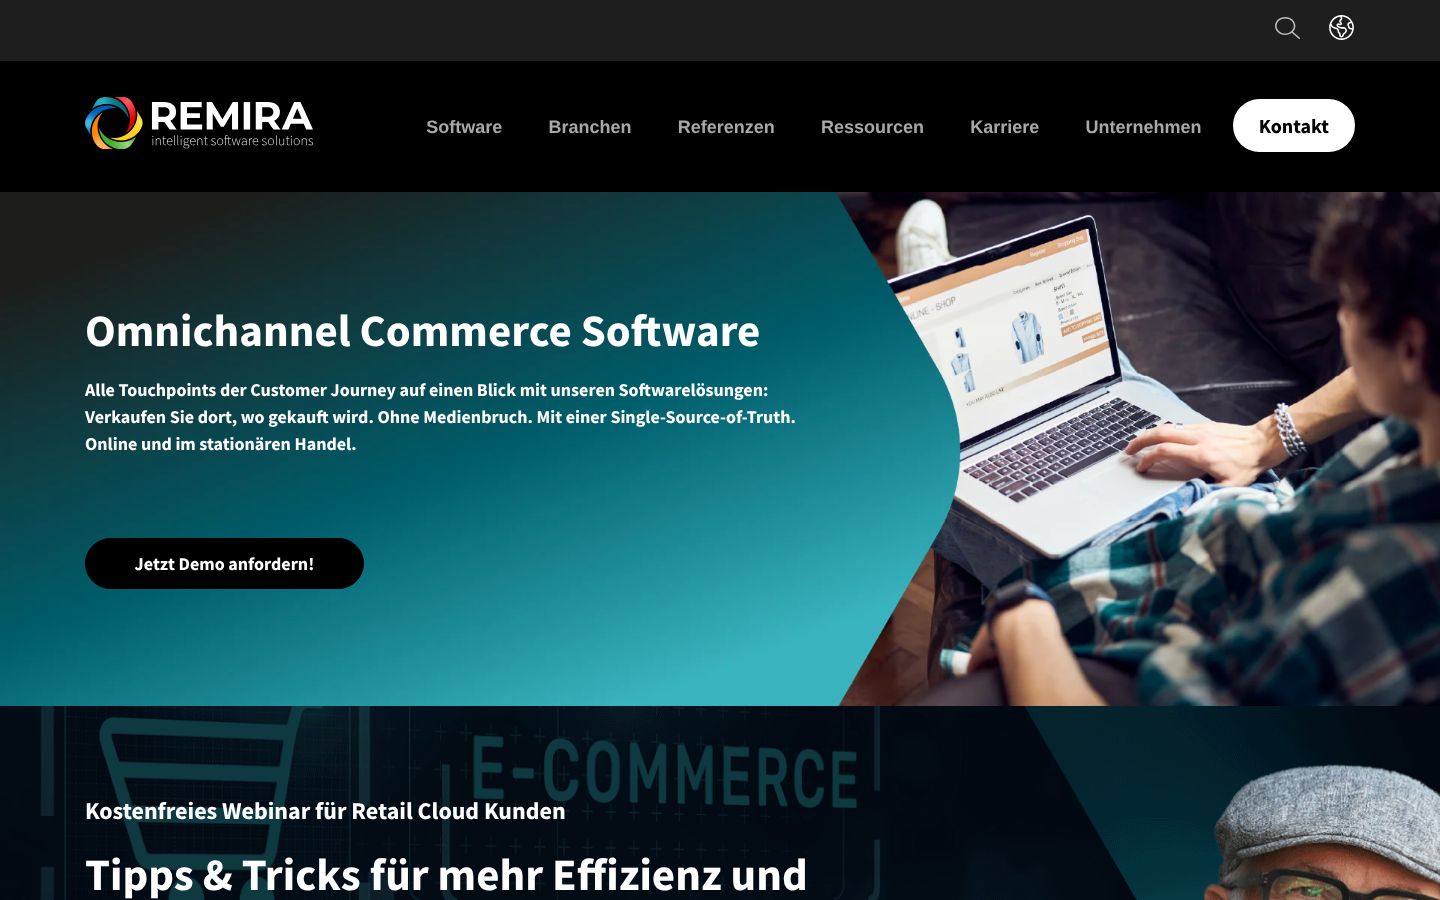 REMIRA
intelligent software solutions
Software
Branchen
Referenzen
Ressourcen
Karriere
Unternehmen
Kontakt
Omnichannel Commerce Software
Alle Touchpoints der Customer Journey auf einen Blick mit unseren Softwarelösungen:
Verkaufen Sie dort, wo gekauft wird. Ohne Medienbruch. Mit einer Single-Source-of-Truth.
Online und im stationären Handel.
Jetzt Demo anfordern!
SHOP
E-COMMERCE
Kostenfreies Webinar für Retail Cloud Kunden
Tipps & Tricks für mehr Effizienz und